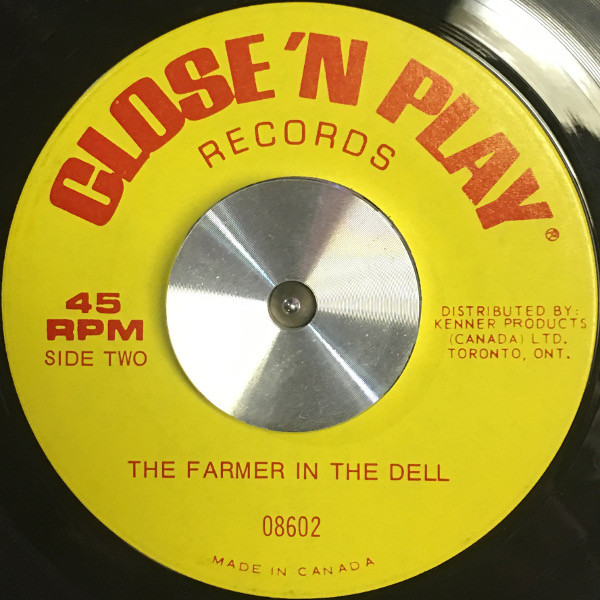 CLOSE 'N PLAY
RECORDS
45
RPM
SIDE TWO
DISTRIBUTED BY:
KENNER PRODUCTS
(CANADA) LTD.
TORONTO, ONT.
THE FARMER IN THE DELL
08602
MADE IN CANADA